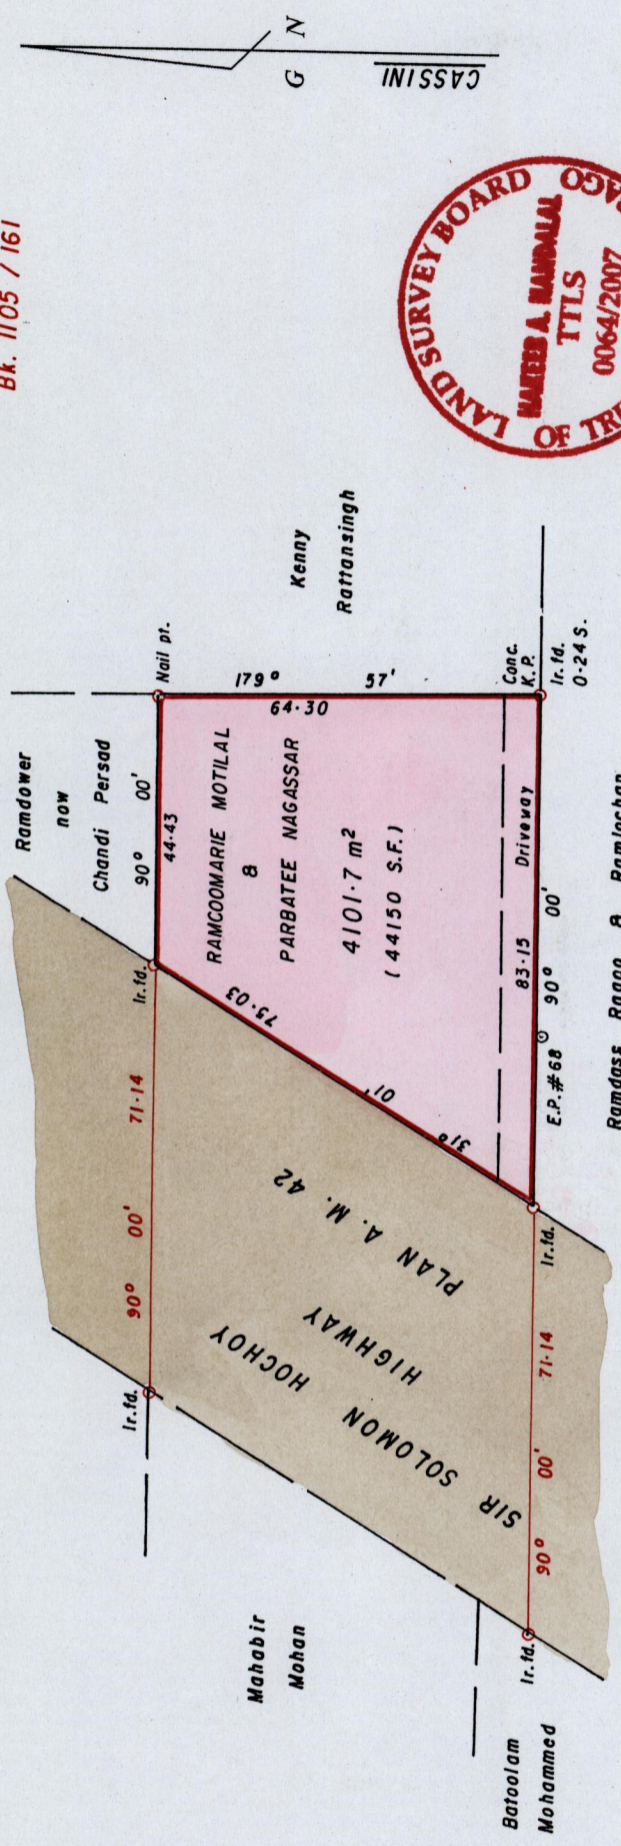 Bk. 1105 / 161
G N
CASSINI
LAND SURVEY BOARD
OF
TTLS
0064/2007
Ramdower
now
Chandi Persad
90° 00'
44·43
Nail pt.
Ir.fd.
Ir.fd.
90° 00' 71·14
179° 57'
64·30
Kenny
Rattansingh
RAMCOOMARIE MOTILAL
&
PARBATEE NAGASSAR
4101·7 m²
( 44150 S.F.)
75·03
31° 01'
SIR SOLOMON HOCHOY
HIGHWAY
PLAN A. M. 42
Mahabir
Mohan
Conc.
K.P.
Driveway
83·15
90° 00'
E.P.#68
Ir.fd.
0·24 S.
Ir.fd.
90° 00' 71·14
Ir.fd.
Batoolam
Mohammed